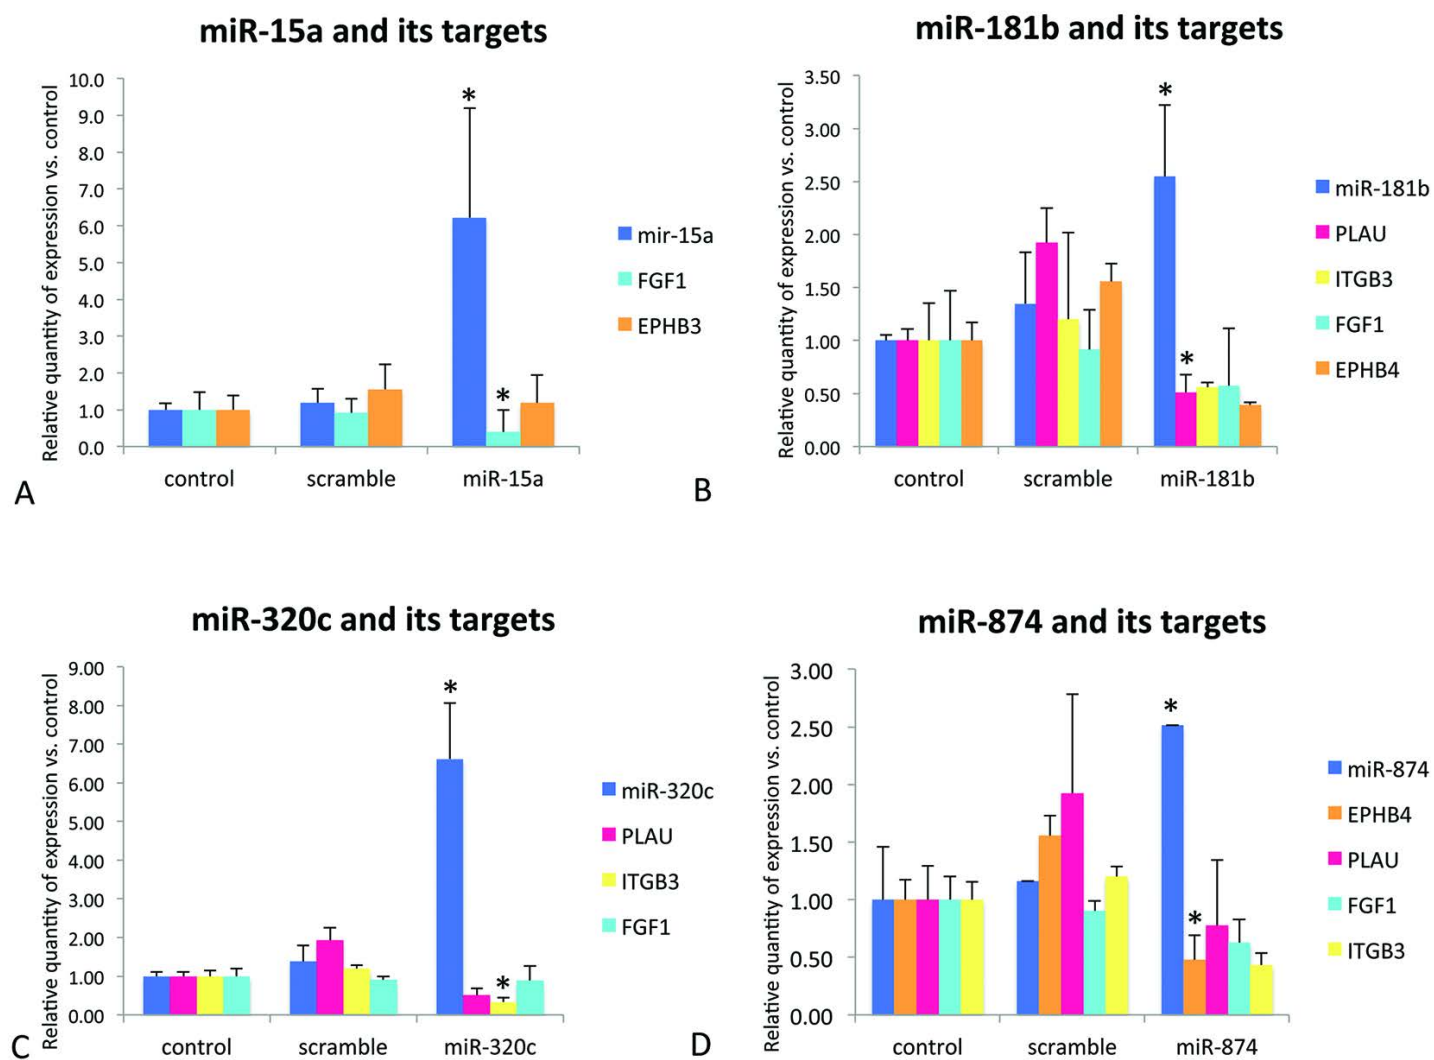 miR-15a and its targets
Relative quantity of expression vs. control
10.0
9.0
8.0
7.0
6.0
5.0
4.0
3.0
2.0
1.0
0.0
*
*
control
scramble
miR-15a
mir-15a
FGF1
EPHB3
A
miR-181b and its targets
Relative quantity of expression vs. control
3.50
3.00
2.50
2.00
1.50
1.00
0.50
0.00
*
*
control
scramble
miR-181b
miR-181b
PLAU
ITGB3
FGF1
EPHB4
B
miR-320c and its targets
Relative quantity of expression vs. control
9.00
8.00
7.00
6.00
5.00
4.00
3.00
2.00
1.00
0.00
*
*
control
scramble
miR-320c
miR-320c
PLAU
ITGB3
FGF1
C
miR-874 and its targets
Relative quantity of expression vs. control
3.00
2.50
2.00
1.50
1.00
0.50
0.00
*
*
control
scramble
miR-874
miR-874
EPHB4
PLAU
FGF1
ITGB3
D